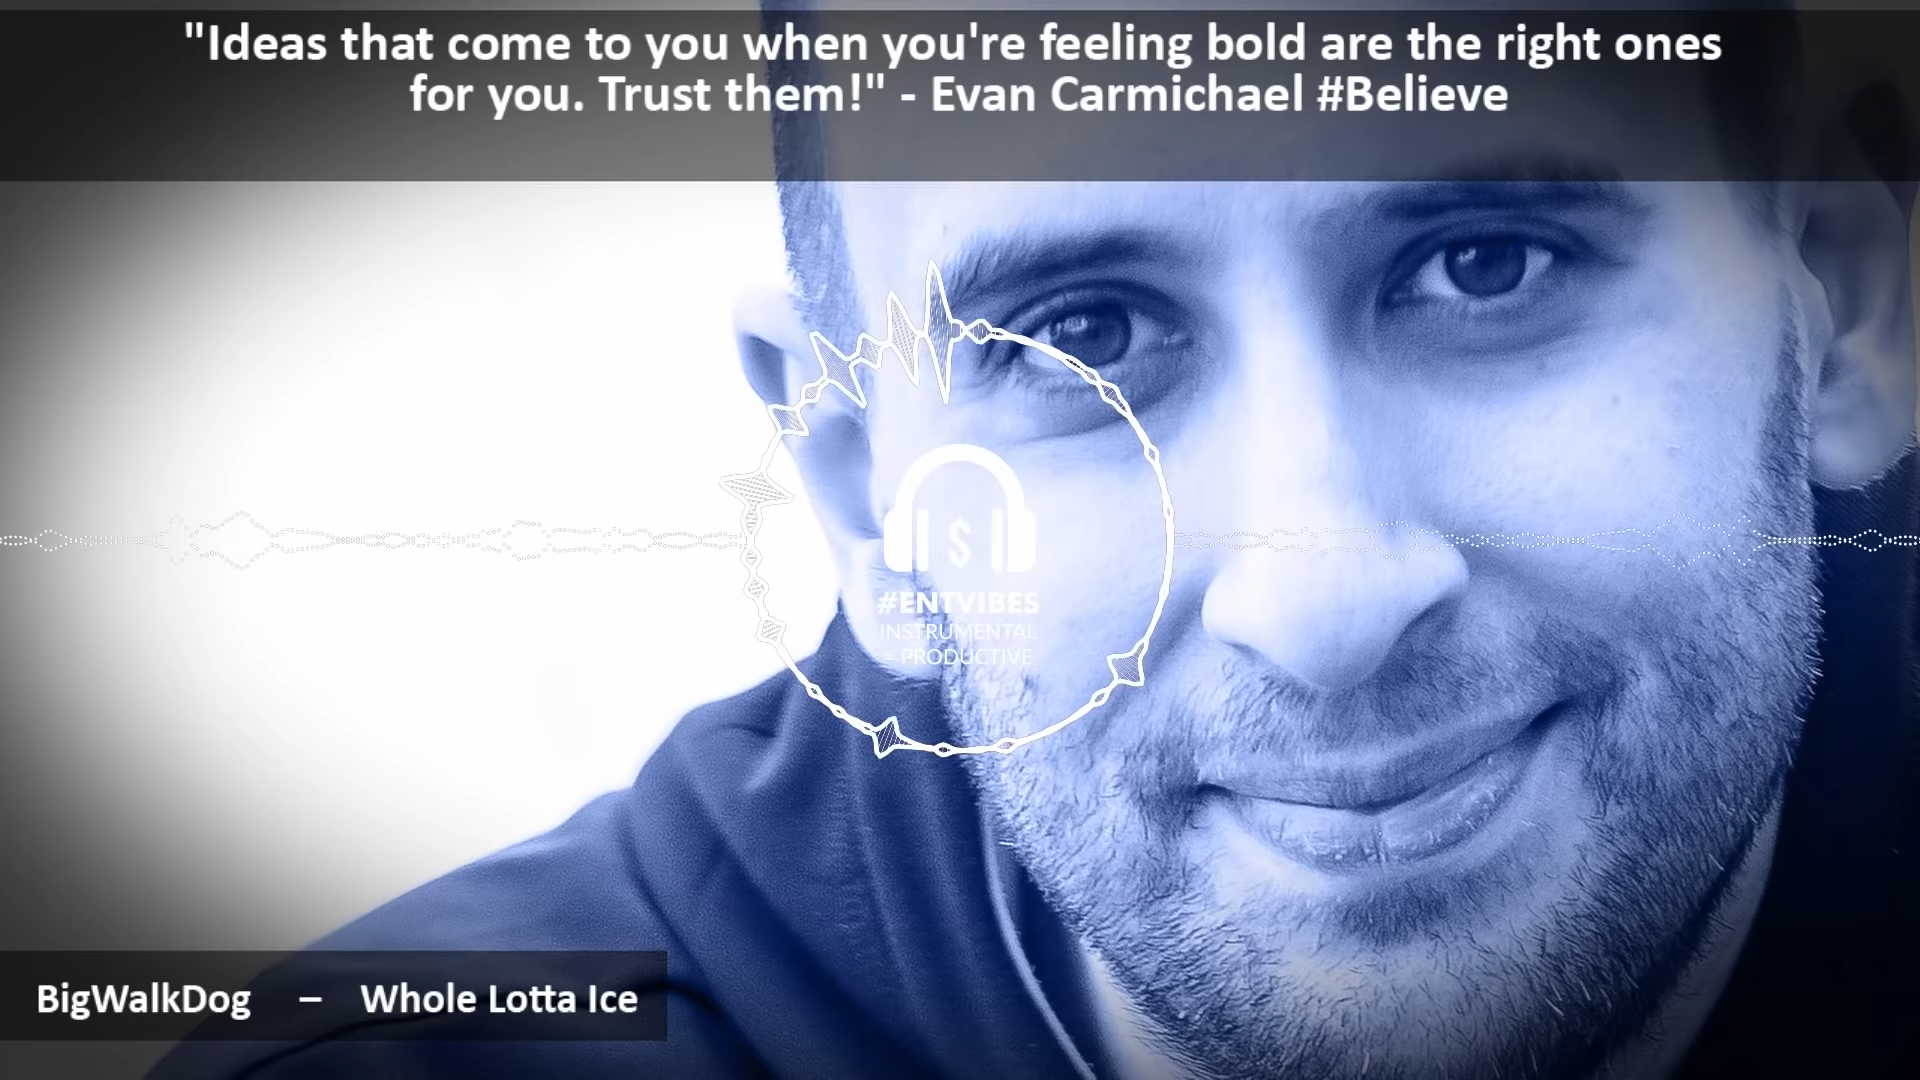 "Ideas that come to you when you're feeling bold are the right ones
for you. Trust them!" - Evan Carmichael #Believe
$
#ENTVIBES
INSTRUMENTAL
= PRODUCTIVE
BigWalkDog – Whole Lotta Ice